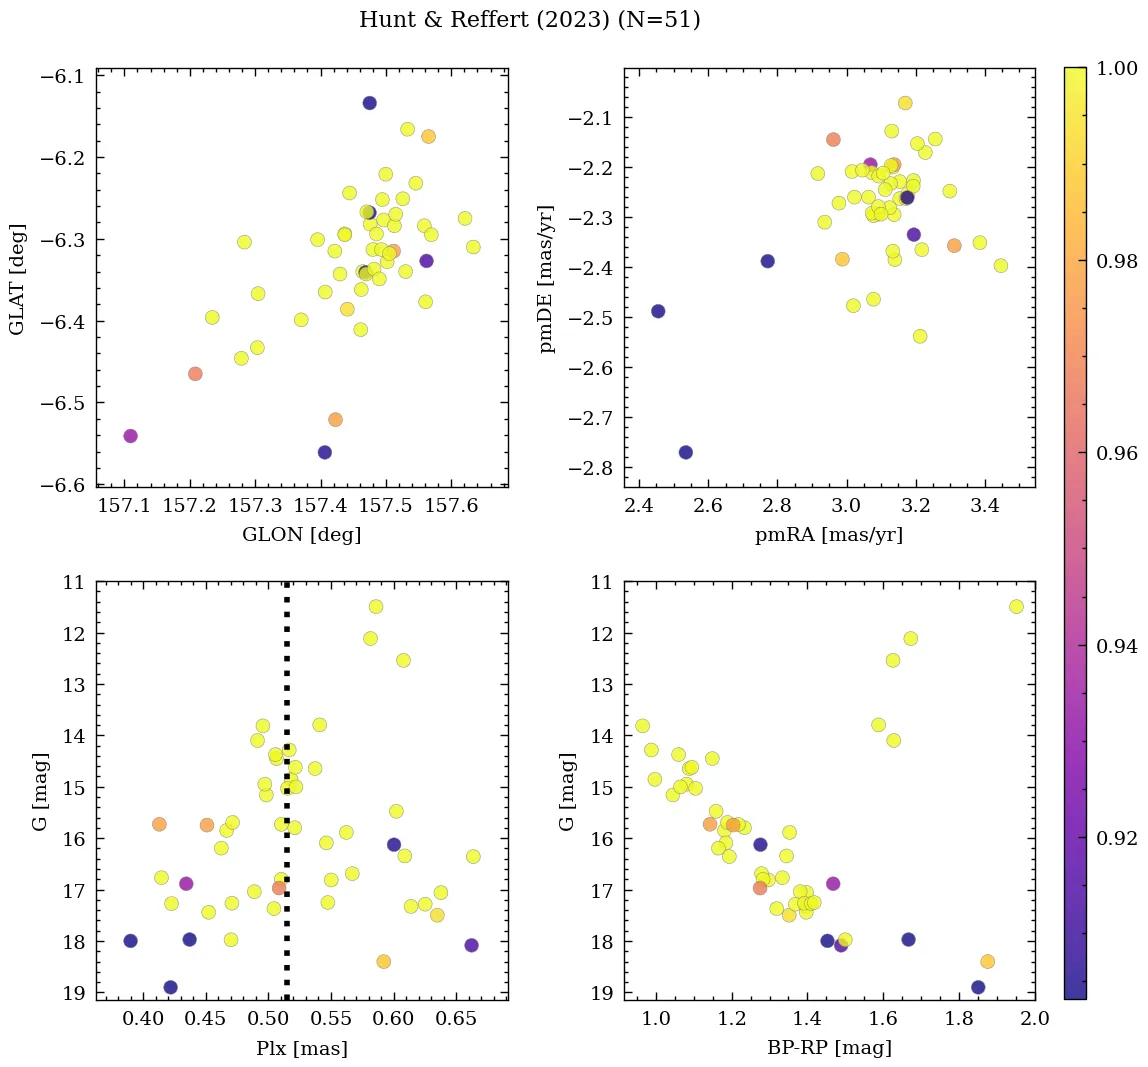 Hunt & Reffert (2023) (N=51)
−6.1
−6.2
−6.3
−6.4
−6.5
−6.6
GLAT [deg]
157.1 157.2 157.3 157.4 157.5 157.6
GLON [deg]
−2.1
−2.2
−2.3
−2.4
−2.5
−2.6
−2.7
−2.8
pmDE [mas/yr]
2.4 2.6 2.8 3.0 3.2 3.4
pmRA [mas/yr]
11
12
13
14
15
16
17
18
19
G [mag]
0.40 0.45 0.50 0.55 0.60 0.65
Plx [mas]
11
12
13
14
15
16
17
18
19
G [mag]
1.0 1.2 1.4 1.6 1.8 2.0
BP-RP [mag]
1.00
0.98
0.96
0.94
0.92